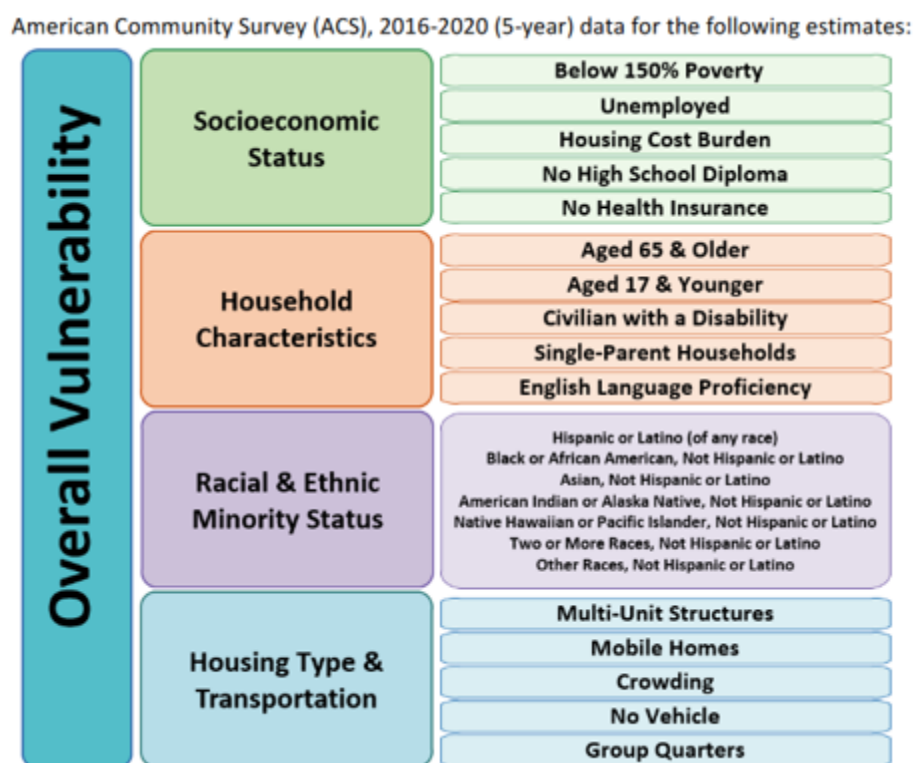 American Community Survey (ACS), 2016-2020 (5-year) data for the following estimates:
Overall Vulnerability
Socioeconomic
Status
Below 150% Poverty
Unemployed
Housing Cost Burden
No High School Diploma
No Health Insurance
Household
Characteristics
Aged 65 & Older
Aged 17 & Younger
Civilian with a Disability
Single-Parent Households
English Language Proficiency
Racial & Ethnic
Minority Status
Hispanic or Latino (of any race)
Black or African American, Not Hispanic or Latino
Asian, Not Hispanic or Latino
American Indian or Alaska Native, Not Hispanic or Latino
Native Hawaiian or Pacific Islander, Not Hispanic or Latino
Two or More Races, Not Hispanic or Latino
Other Races, Not Hispanic or Latino
Housing Type &
Transportation
Multi-Unit Structures
Mobile Homes
Crowding
No Vehicle
Group Quarters